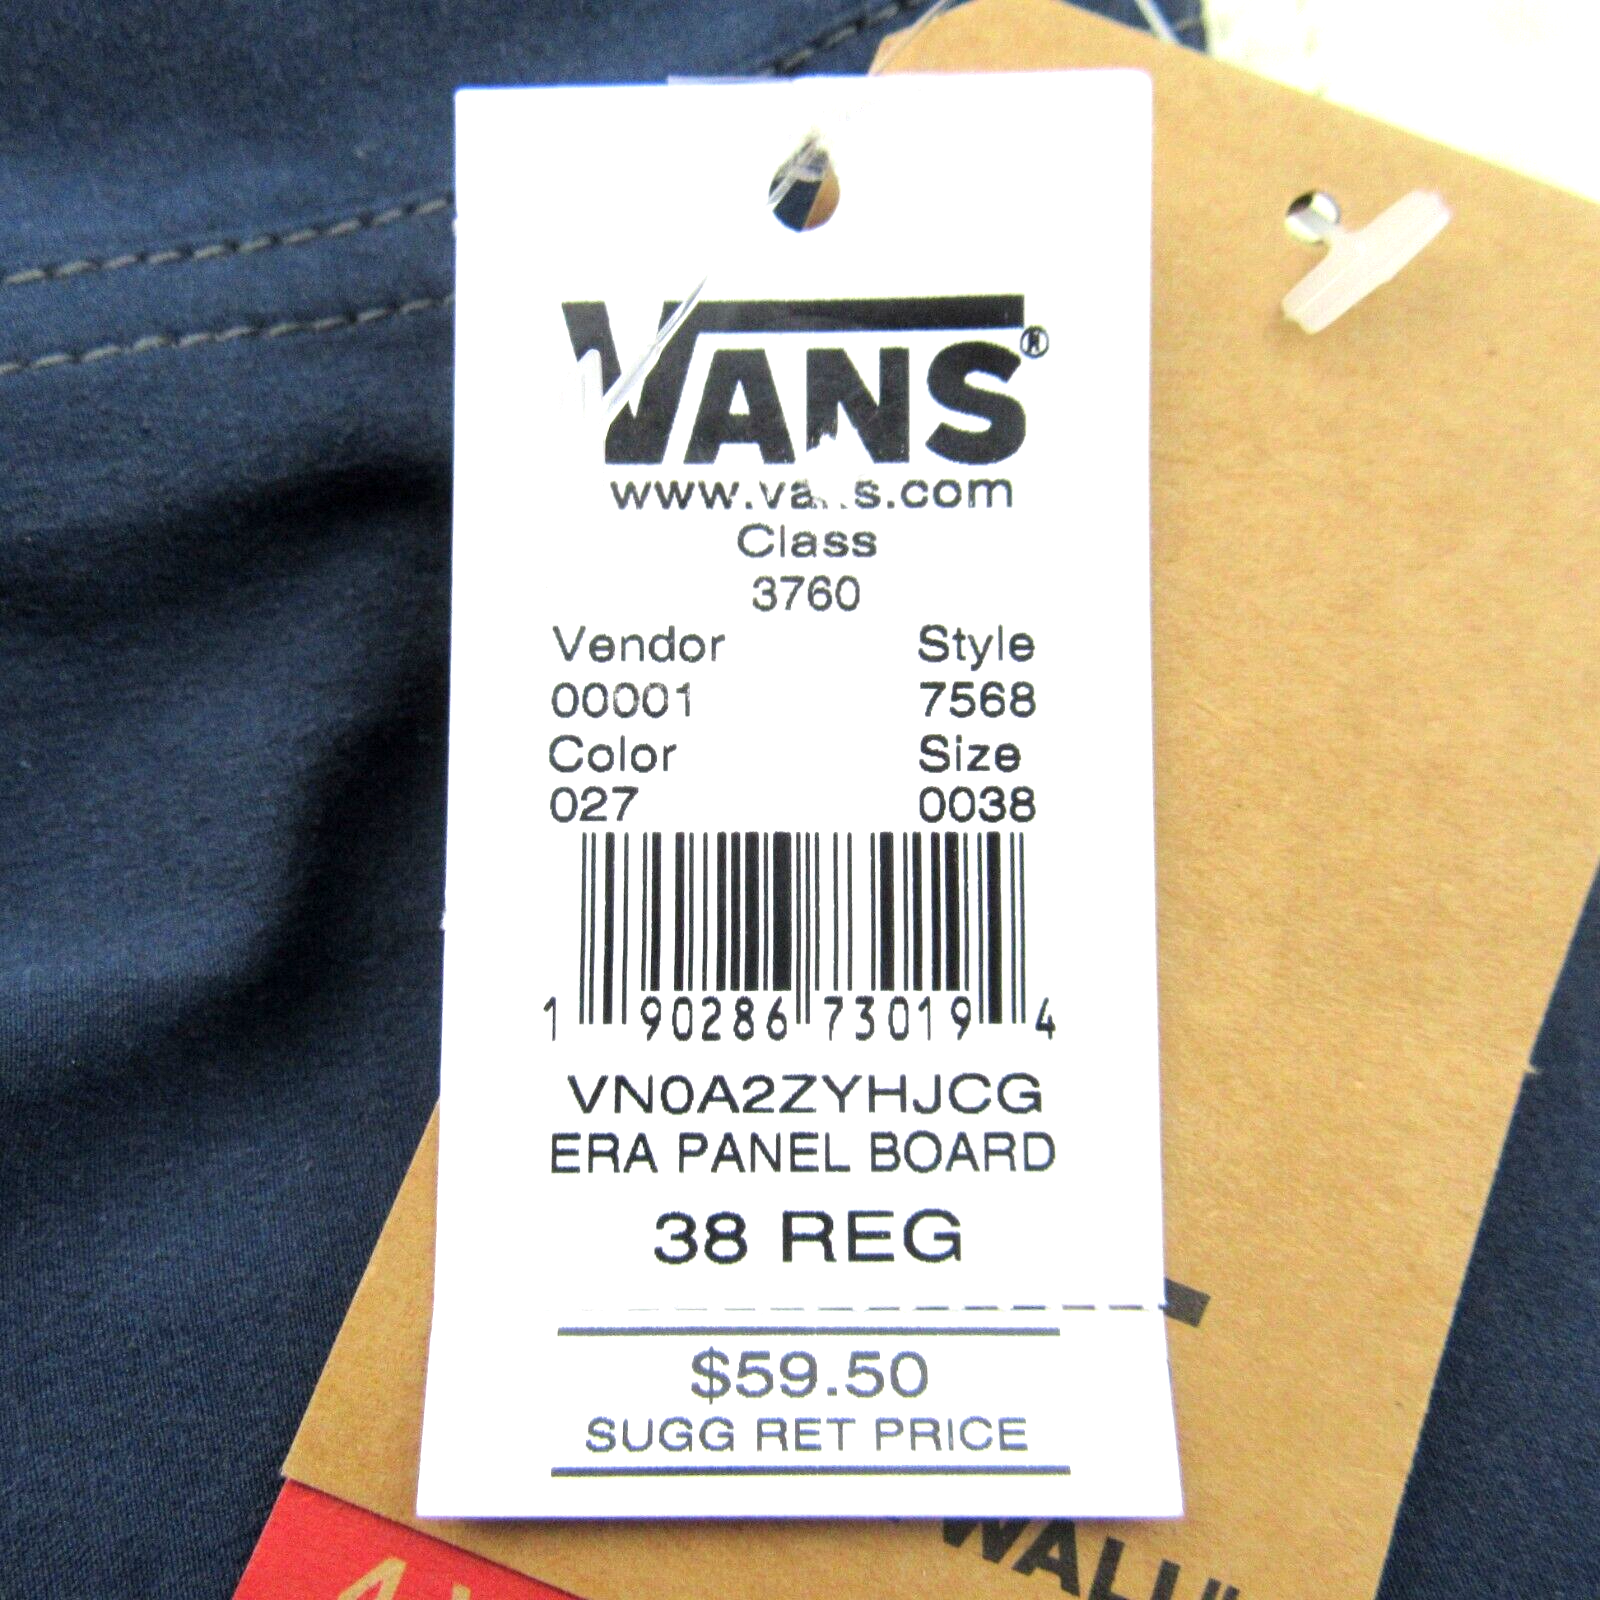 VANS®
www.vans.com
Class
3760
Vendor Style
00001 7568
Color Size
027 0038
1 90286 73019 4
VN0A2ZYHJCG
ERA PANEL BOARD
38 REG
$59.50
SUGG RET PRICE